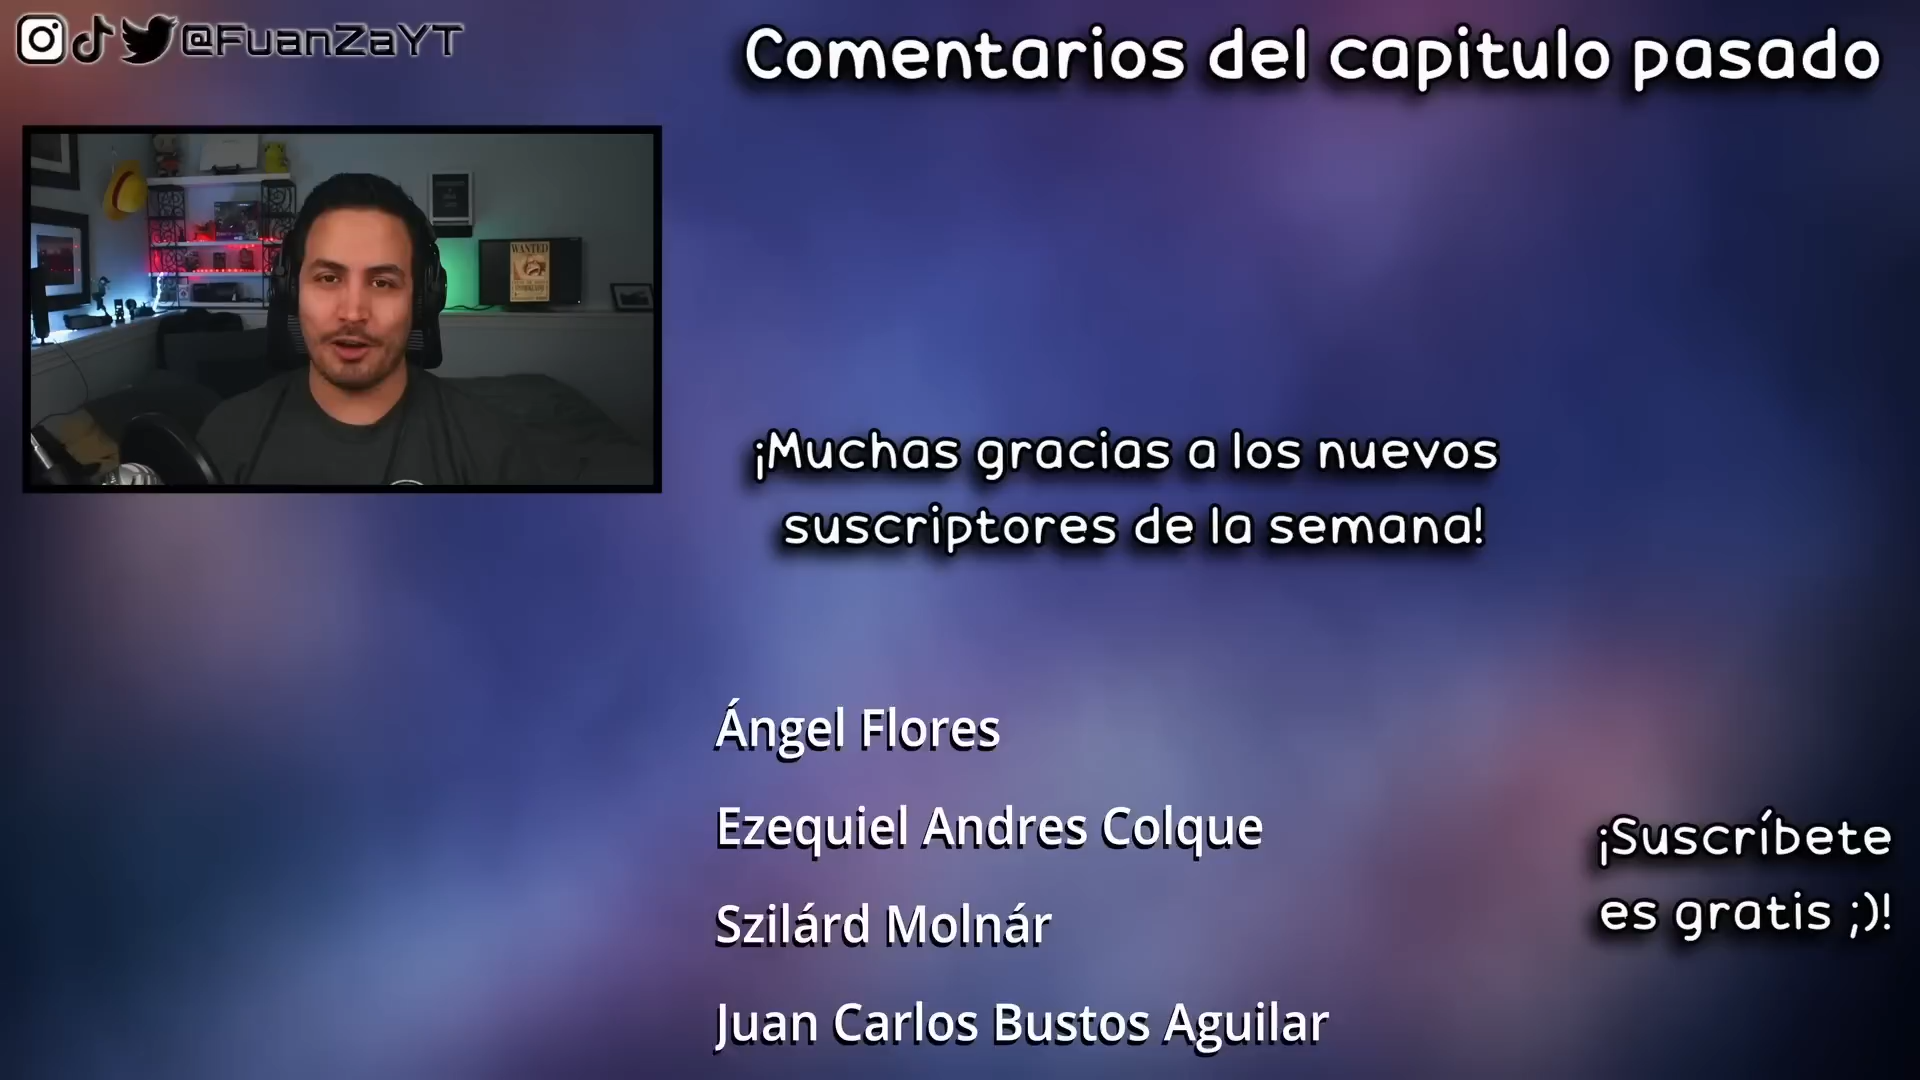 @FuanZaYT
Comentarios del capitulo pasado
WANTED
¡Muchas gracias a los nuevos
suscriptores de la semana!
Ángel Flores
Ezequiel Andres Colque
Szilárd Molnár
Juan Carlos Bustos Aguilar
¡Suscríbete
es gratis ;)!